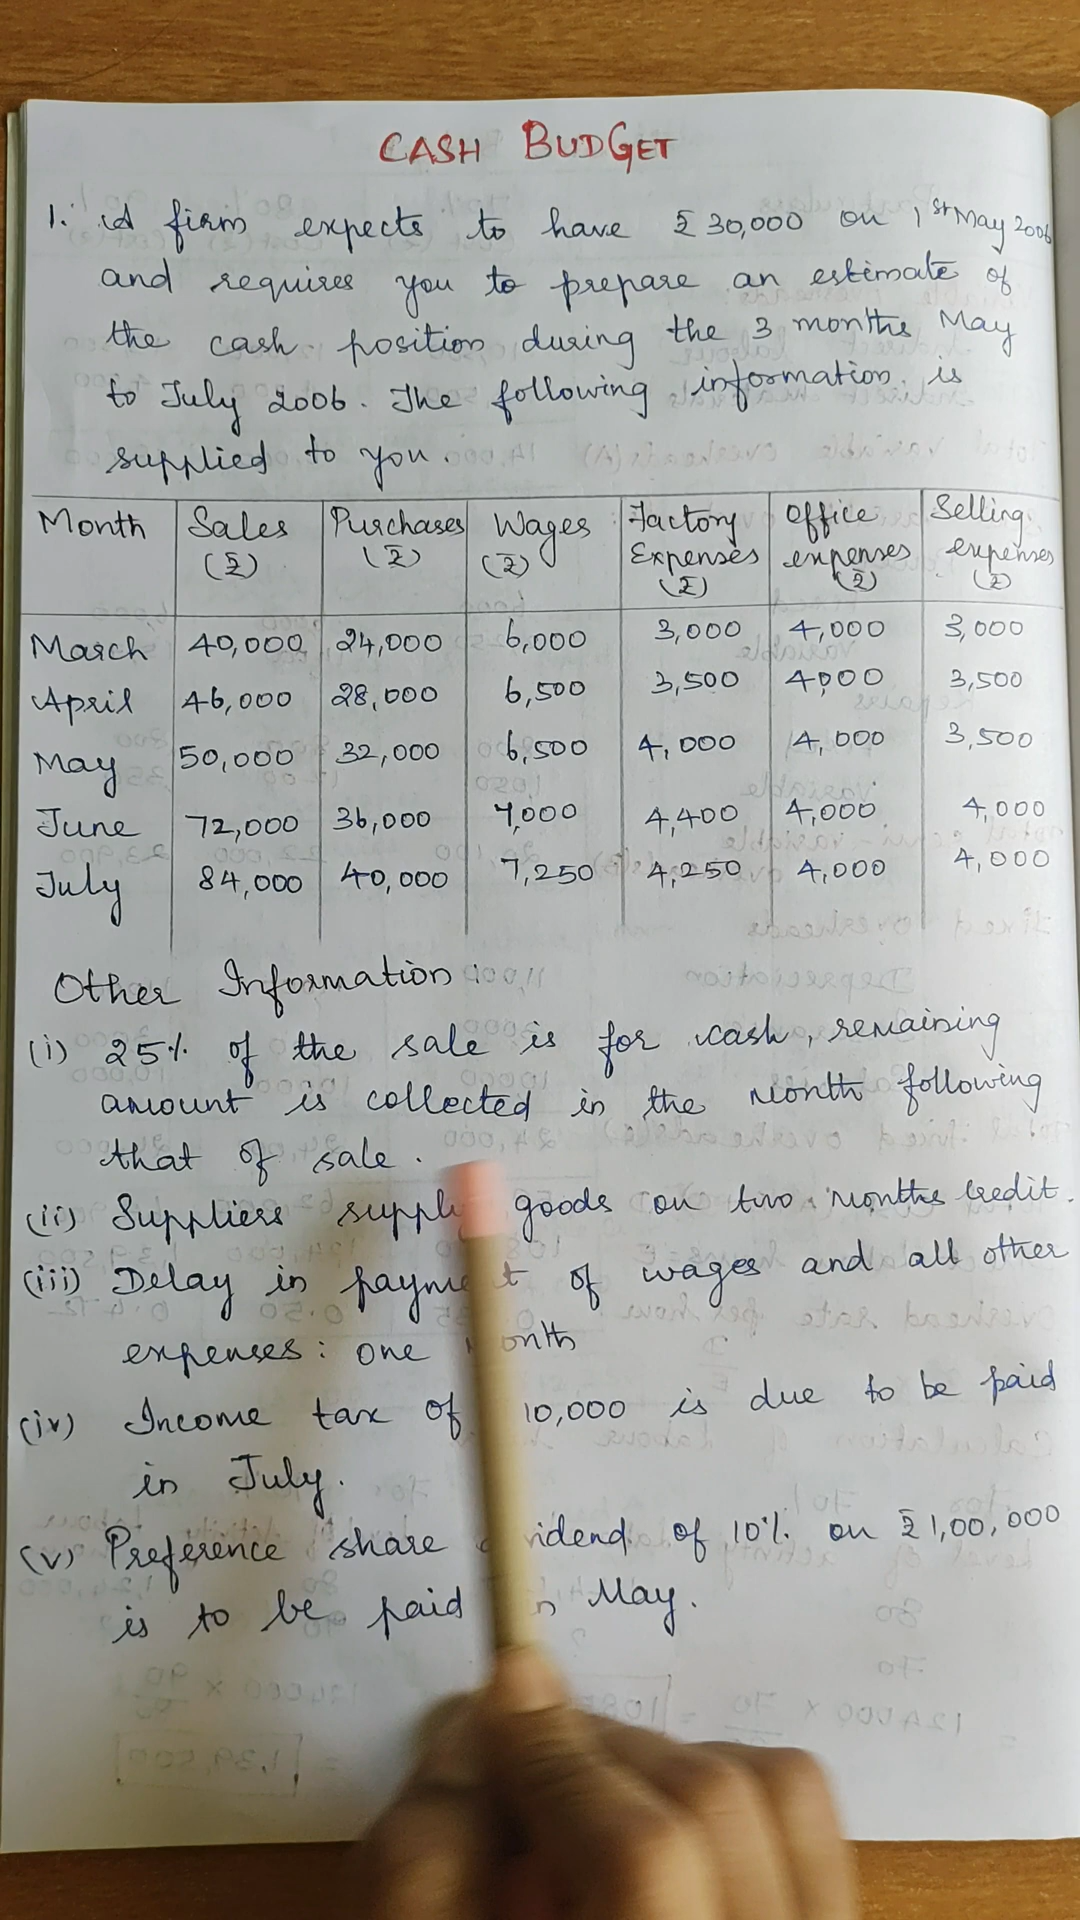 CASH BUDGET
1. A firm expects to have ₹ 30,000 on 1st May 2006
and requires you to prepare an estimate of
the cash position during the 3 months May
to July 2006. The following information is
supplied to you.
Month Sales (₹) Purchases (₹) Wages (₹) Factory Expenses (₹) Office expenses (₹) Selling expenses (₹)
March 40,000 24,000 6,000 3,000 4,000 3,000
April 46,000 28,000 6,500 3,500 4000 3,500
May 50,000 32,000 6,500 4,000 4,000 3,500
June 72,000 36,000 7,000 4,400 4,000 4,000
July 84,000 40,000 7,250 4,250 4,000 4,000
Other Information:
(i) 25% of the sale is for cash, remaining
amount is collected in the month following
that of sale.
(ii) Suppliers supply goods on two months credit.
(iii) Delay in payment of wages and all other
expenses: one month
(iv) Income tax of 10,000 is due to be paid
in July.
(v) Preference share dividend of 10% on ₹ 1,00,000
is to be paid in May.